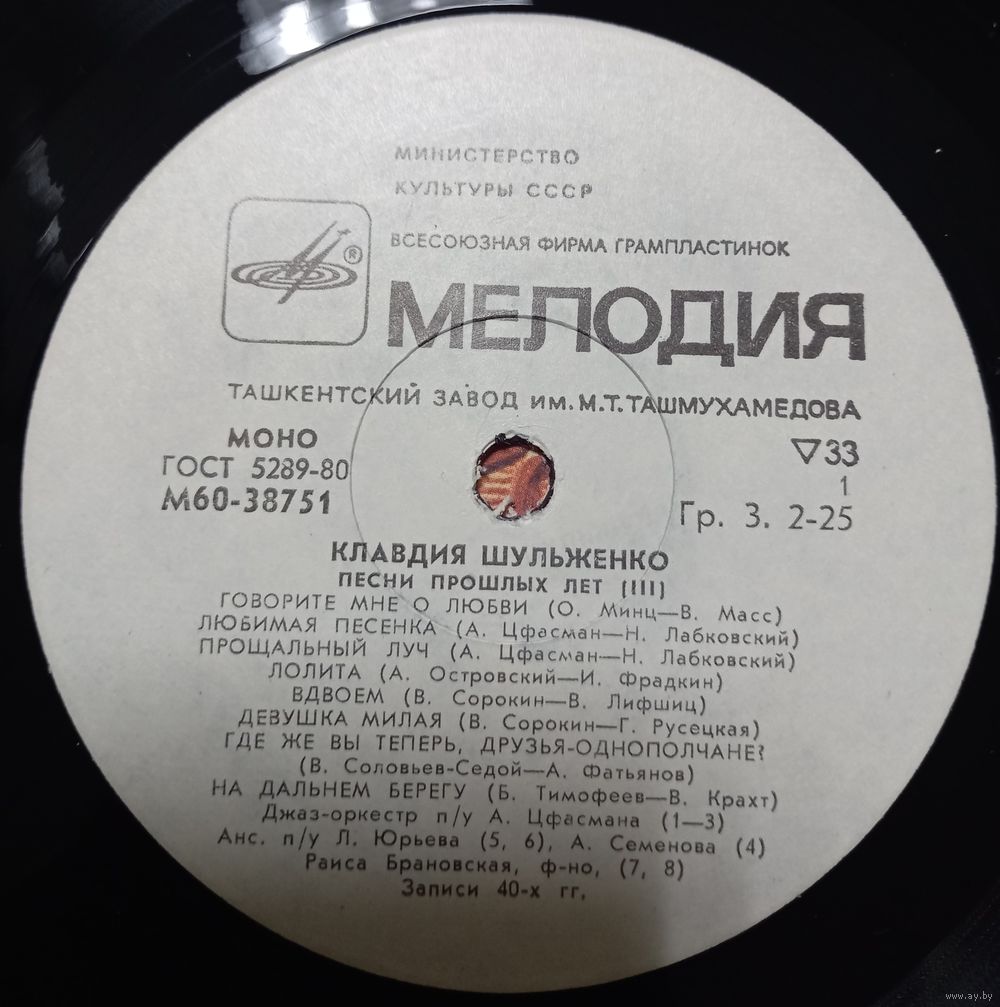 МИНИСТЕРСТВО
КУЛЬТУРЫ СССР
ВСЕСОЮЗНАЯ ФИРМА ГРАМПЛАСТИНОК
®
МЕЛОДИЯ
ТАШКЕНТСКИЙ ЗАВОД ИМ. М.Т. ТАШМУХАМЕДОВА
МОНО
ГОСТ 5289-80
М60-38751
▽33
1
Гр. 3. 2-25
КЛАВДИЯ ШУЛЬЖЕНКО
ПЕСНИ ПРОШЛЫХ ЛЕТ (III)
ГОВОРИТЕ МНЕ О ЛЮБВИ (О. Минц—В. Масс)
ЛЮБИМАЯ ПЕСЕНКА (А. Цфасман—Н. Лабковский)
ПРОЩАЛЬНЫЙ ЛУЧ (А. Цфасман—Н. Лабковский)
ЛОЛИТА (А. Островский—И. Фрадкин)
ВДВОЕМ (В. Сорокин—В. Лифшиц)
ДЕВУШКА МИЛАЯ (В. Сорокин—Г. Русецкая)
ГДЕ ЖЕ ВЫ ТЕПЕРЬ, ДРУЗЬЯ-ОДНОПОЛЧАНЕ?
(В. Соловьев-Седой—А. Фатьянов)
НА ДАЛЬНЕМ БЕРЕГУ (Б. Тимофеев—В. Крахт)
Джаз-оркестр п/у А. Цфасмана (1—3)
Анс. п/у Л. Юрьева (5, 6), А. Семенова (4)
Раиса Брановская, ф-но, (7, 8)
Записи 40-х гг.
www.ay.by